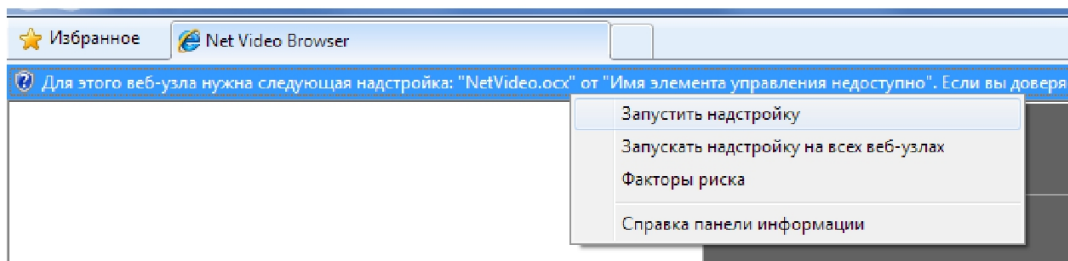 Избранное
Net Video Browser
Для этого веб-узла нужна следующая надстройка: "NetVideo.ocx" от "Имя элемента управления недоступно". Если вы доверя
Запустить надстройку
Запускать надстройку на всех веб-узлах
Факторы риска
Справка панели информации